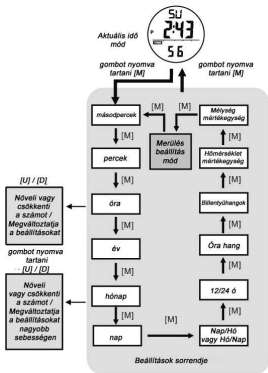 SU
Aktuális idő
mód
P
2:43
56
gombot nyomva
tartani [M]
gombot nyomva
tartani [M]
másodpercek
[M]
[M]
Mélység
mértékegység
[M]
Merülés
beállítás
mód
[M]
percek
Hőmérséklet
mértékegység
[M]
[M]
[U] / [D]
Növeli vagy
csökkenti
a számot /
Megváltoztatja
a beállításokat
óra
Billentyűhangok
[M]
[M]
gombot nyomva
tartani
[U] / [D]
év
Óra hang
[M]
[M]
Növeli
vagy csökkenti
a számot /
Megváltoztatja
a beállításokat
nagyobb
sebességen
hónap
12/24 ó
[M]
[M]
[M]
nap
Nap/Hó
vagy Hó/Nap
Beállítások sorrendje